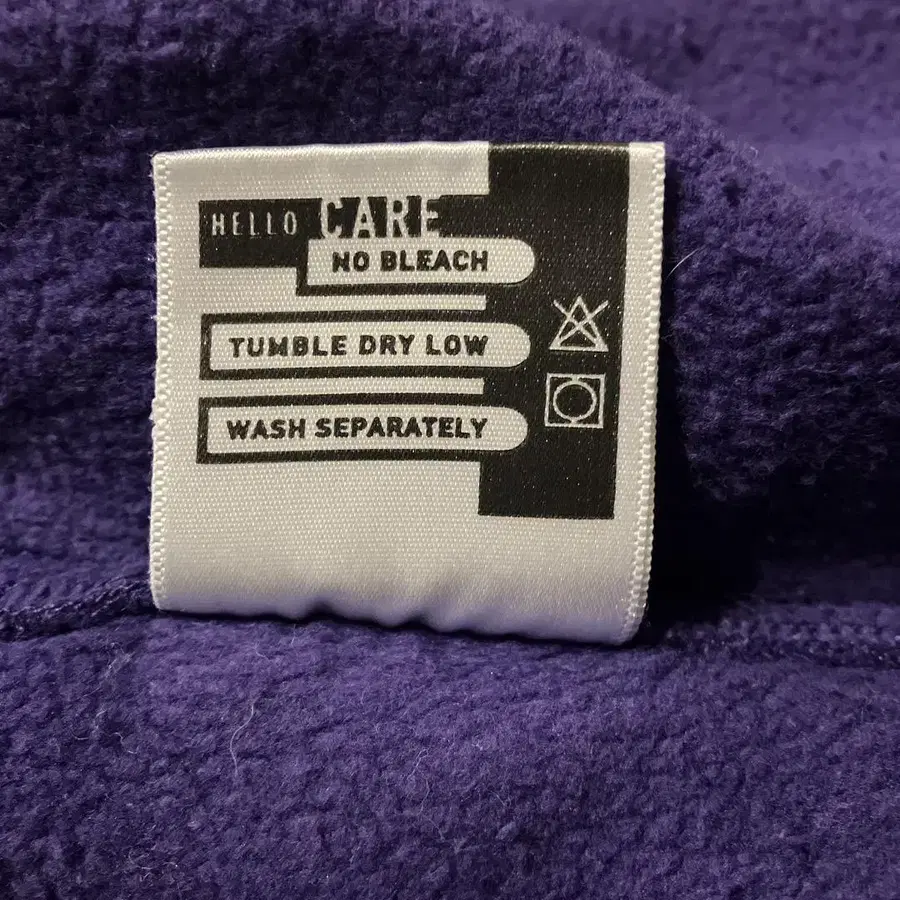 HELLO CARE
NO BLEACH
TUMBLE DRY LOW
WASH SEPARATELY